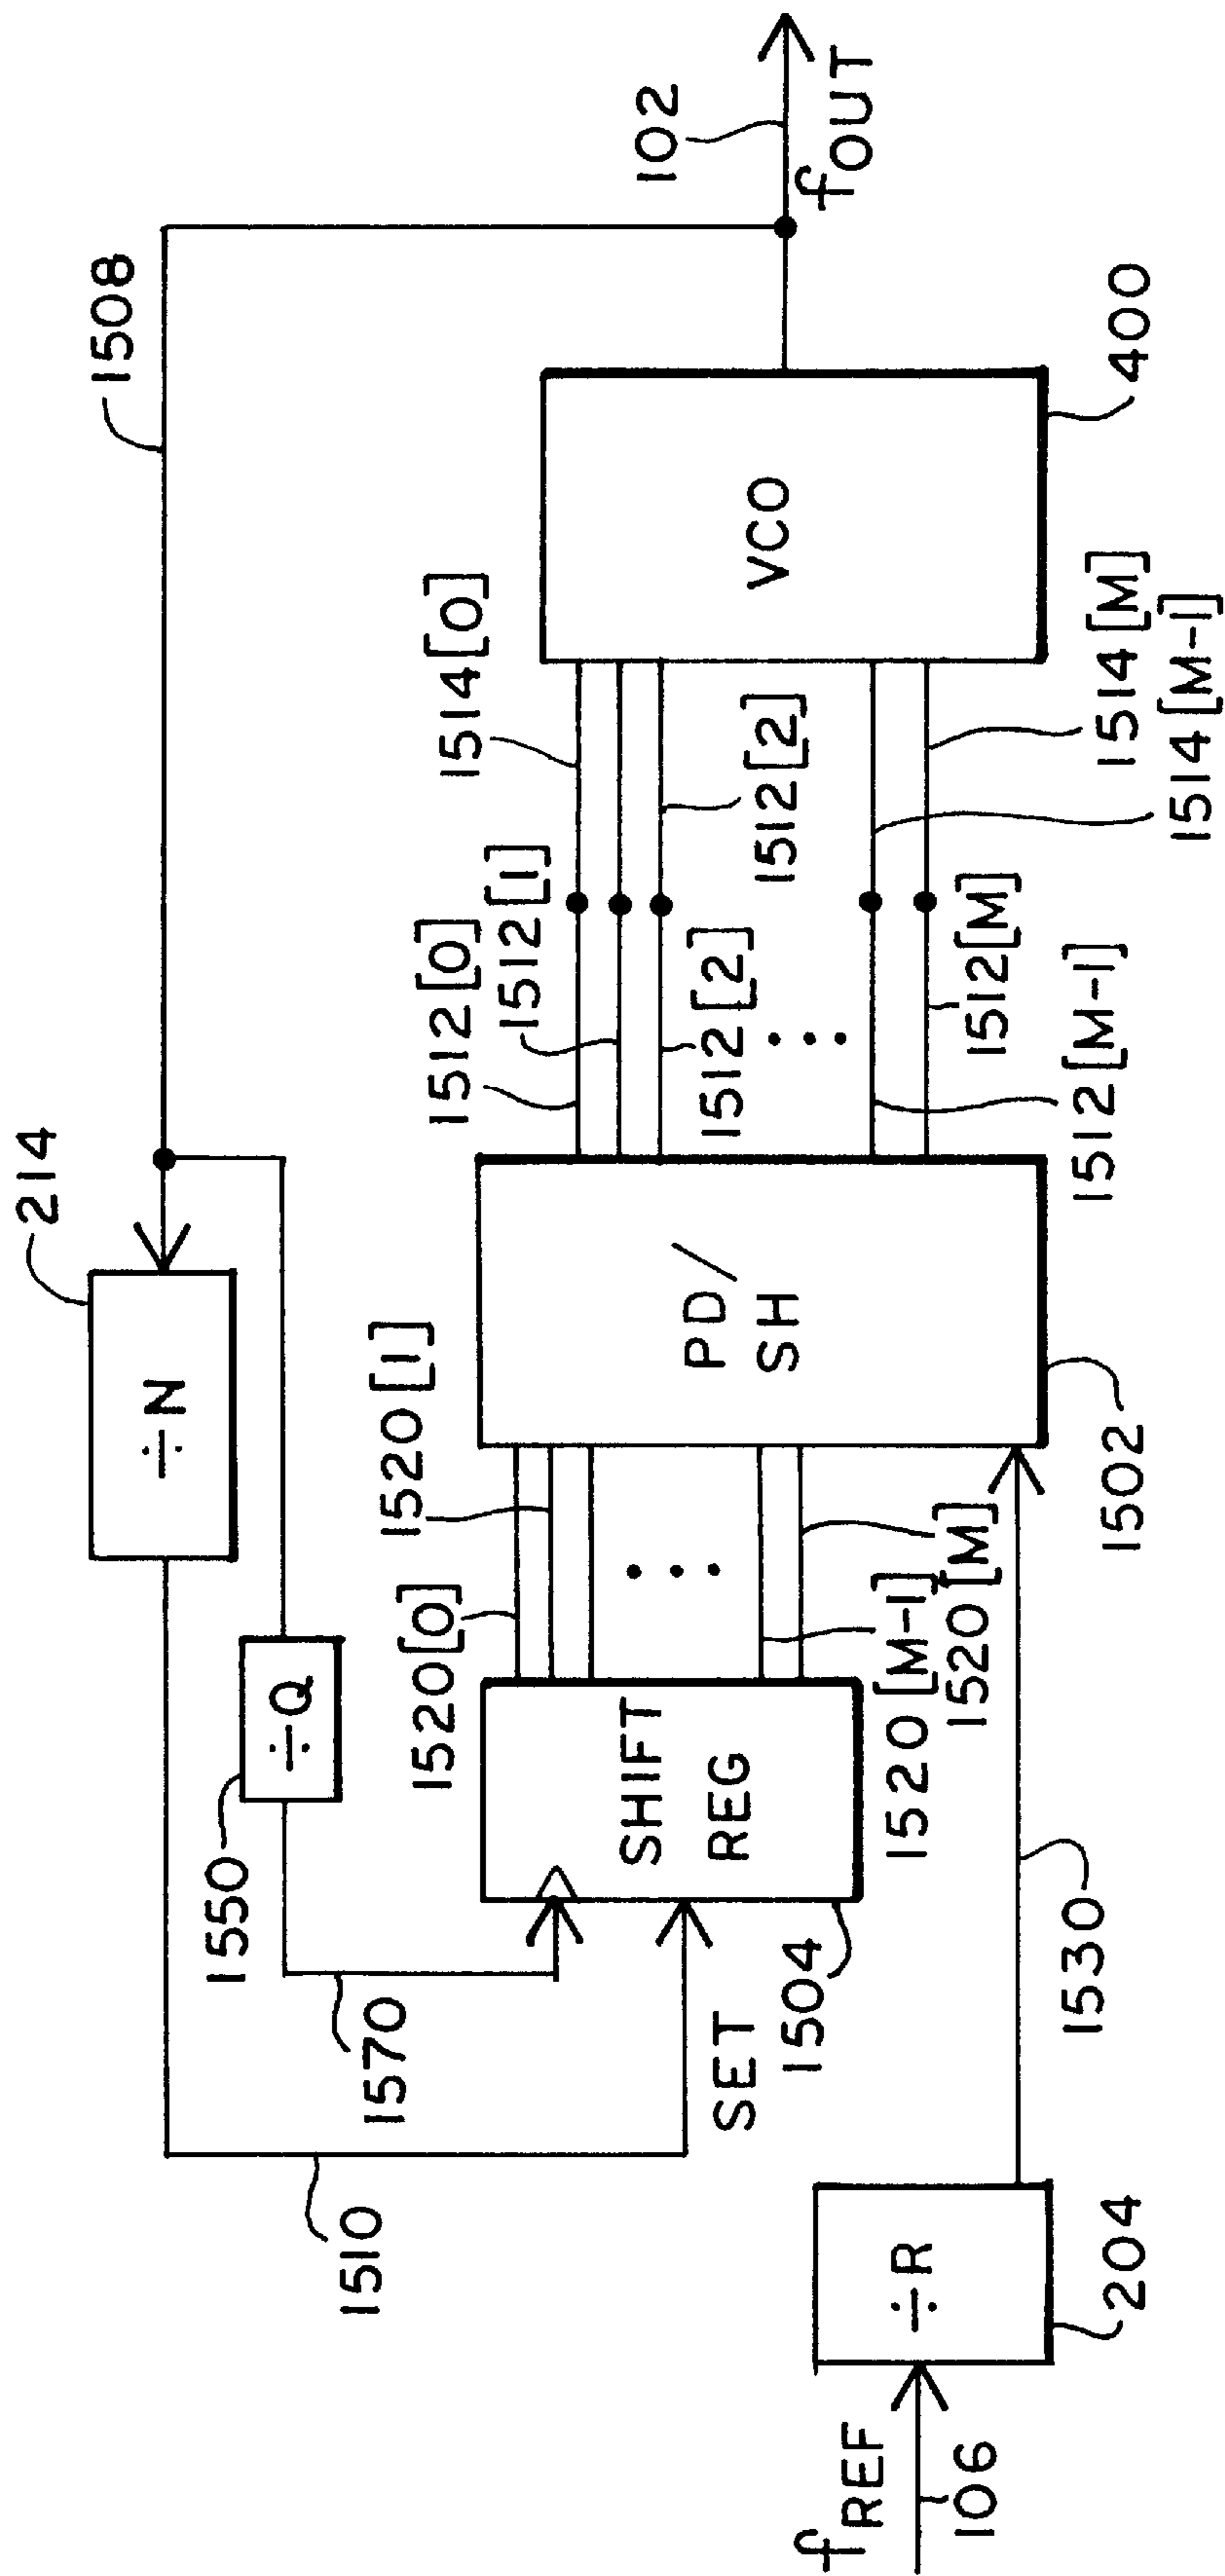 214
1508
÷N
102
fOUT
÷Q
1550
1570
1510
1520[0]
1520[1]
1512[0]
1512[1]
1514[0]
SHIFT
REG
PD/
SH
VCO
1512[2]
1512[2]
SET
1504
1520[M-1]
1520[M]
1512[M]
1512[M-1]
1514[M]
1514[M-1]
400
1502
1530
fREF
106
÷R
204